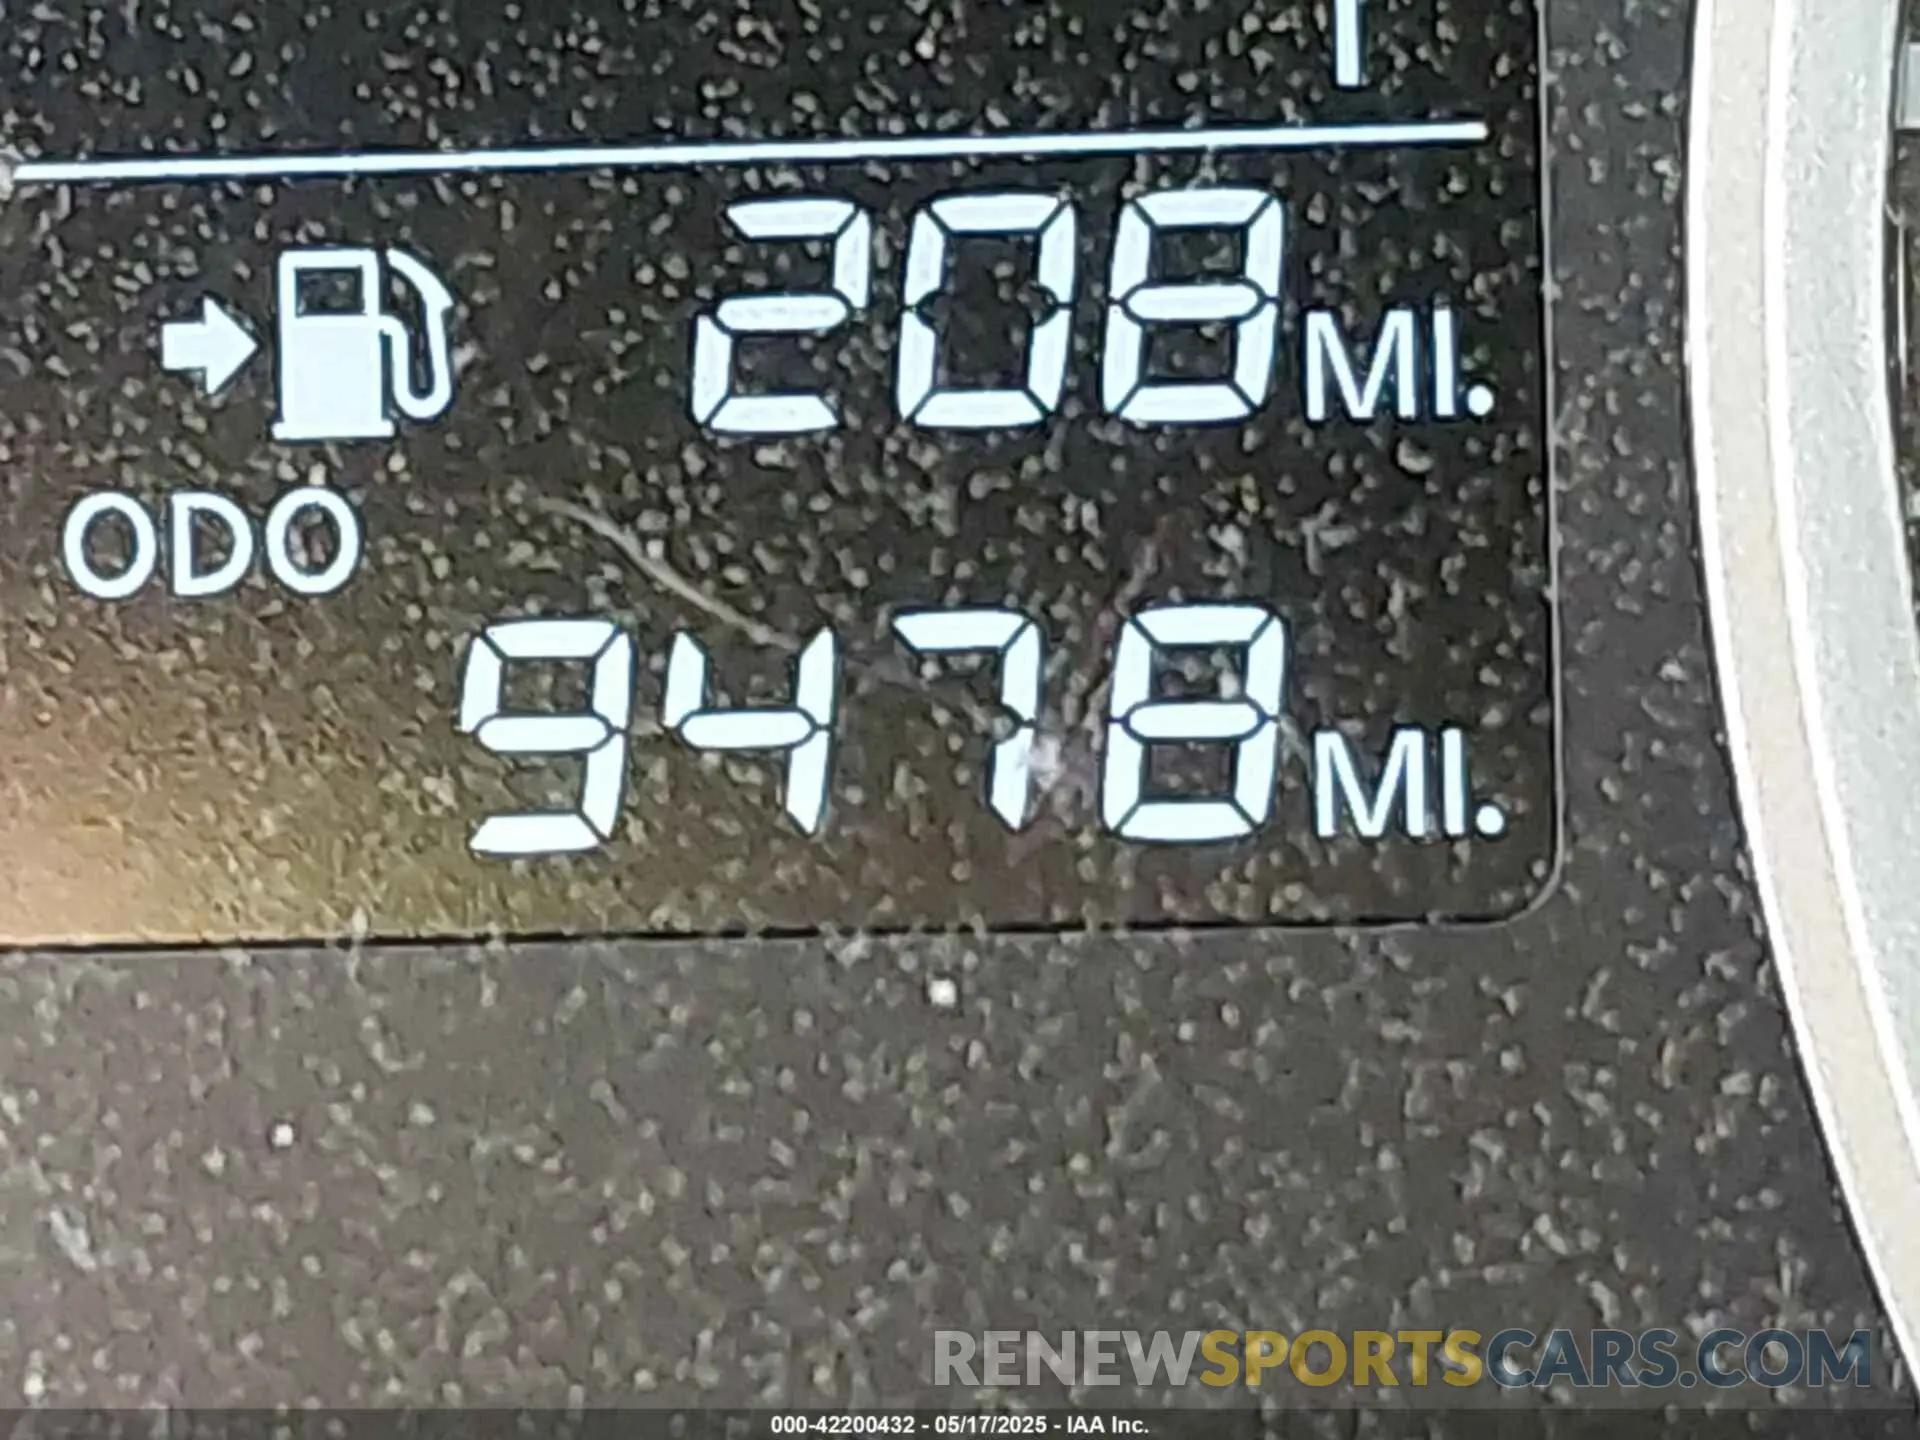 208 MI.
ODO
9478 MI.
RENEWSPORTSCARS.COM
000-42200432 - 05/17/2025 - IAA Inc.